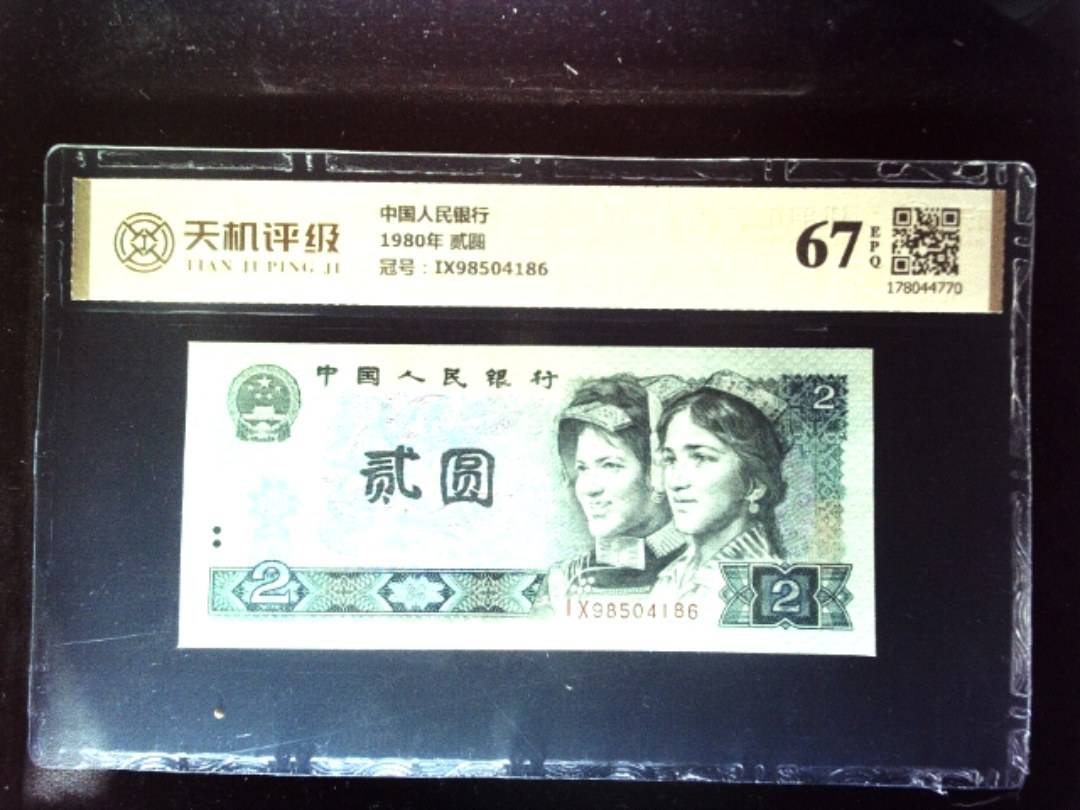 天机评级
TIAN JI PING JI
中国人民银行
1980年 贰圆
冠号：IX98504186
67
EPQ
178044770
中国人民银行
2
贰圆
2
IX98504186
2